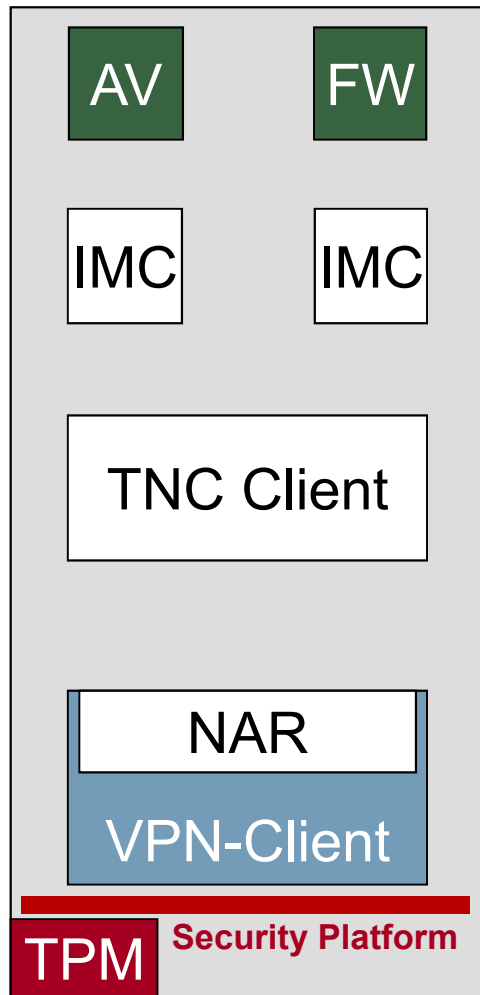 AV
FW
IMC
IMC
TNC Client
NAR
VPN-Client
Security Platform
TPM